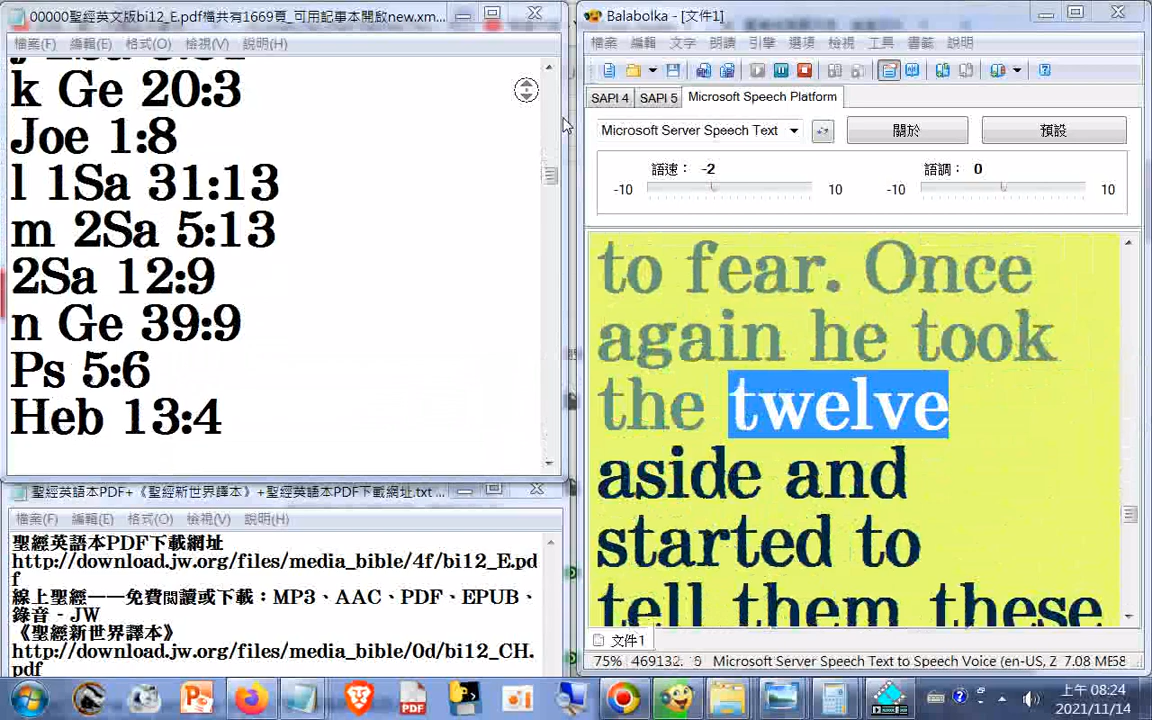 00000聖經英文版bi12_E.pdf檔共有1669頁_可用記事本開啟new.xm...
檔案(F) 編輯(E) 格式(O) 檢視(V) 說明(H)
k Ge 20:3
Joe 1:8
l 1Sa 31:13
m 2Sa 5:13
2Sa 12:9
n Ge 39:9
Ps 5:6
Heb 13:4
聖經英語本PDF+《聖經新世界譯本》+聖經英語本PDF下載網址.txt ...
檔案(F) 編輯(E) 格式(O) 檢視(V) 說明(H)
聖經英語本PDF下載網址
http://download.jw.org/files/media_bible/4f/bi12_E.pd
f
線上聖經——免費閱讀或下載：MP3、AAC、PDF、EPUB、
錄音 - JW
《聖經新世界譯本》
http://download.jw.org/files/media_bible/0d/bi12_CH.
pdf
Balabolka - [文件1]
檔案 編輯 文字 朗讀 引擎 選項 檢視 工具 書籤 說明
SAPI 4 SAPI 5 Microsoft Speech Platform
Microsoft Server Speech Text 關於 預設
語速： -2 語調： 0
-10 10 -10 10
to fear. Once
again he took
the twelve
aside and
started to
tell them these
文件1
75% 469132. Microsoft Server Speech Text to Speech Voice (en-US, Z 7.08 ME58
PDF
上午 08:24
2021/11/14